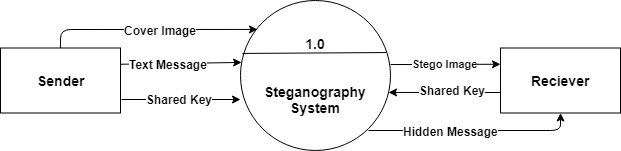 Cover Image
1.0
Text Message
Stego Image
Sender
Reciever
Steganography
System
Shared Key
Shared Key
Hidden Message